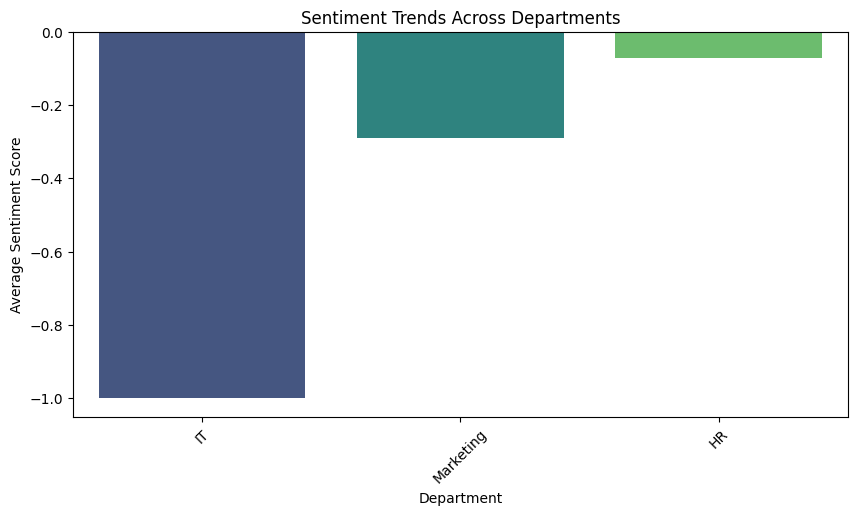 Sentiment Trends Across Departments
Average Sentiment Score
0.0
−0.2
−0.4
−0.6
−0.8
−1.0
IT
Marketing
HR
Department